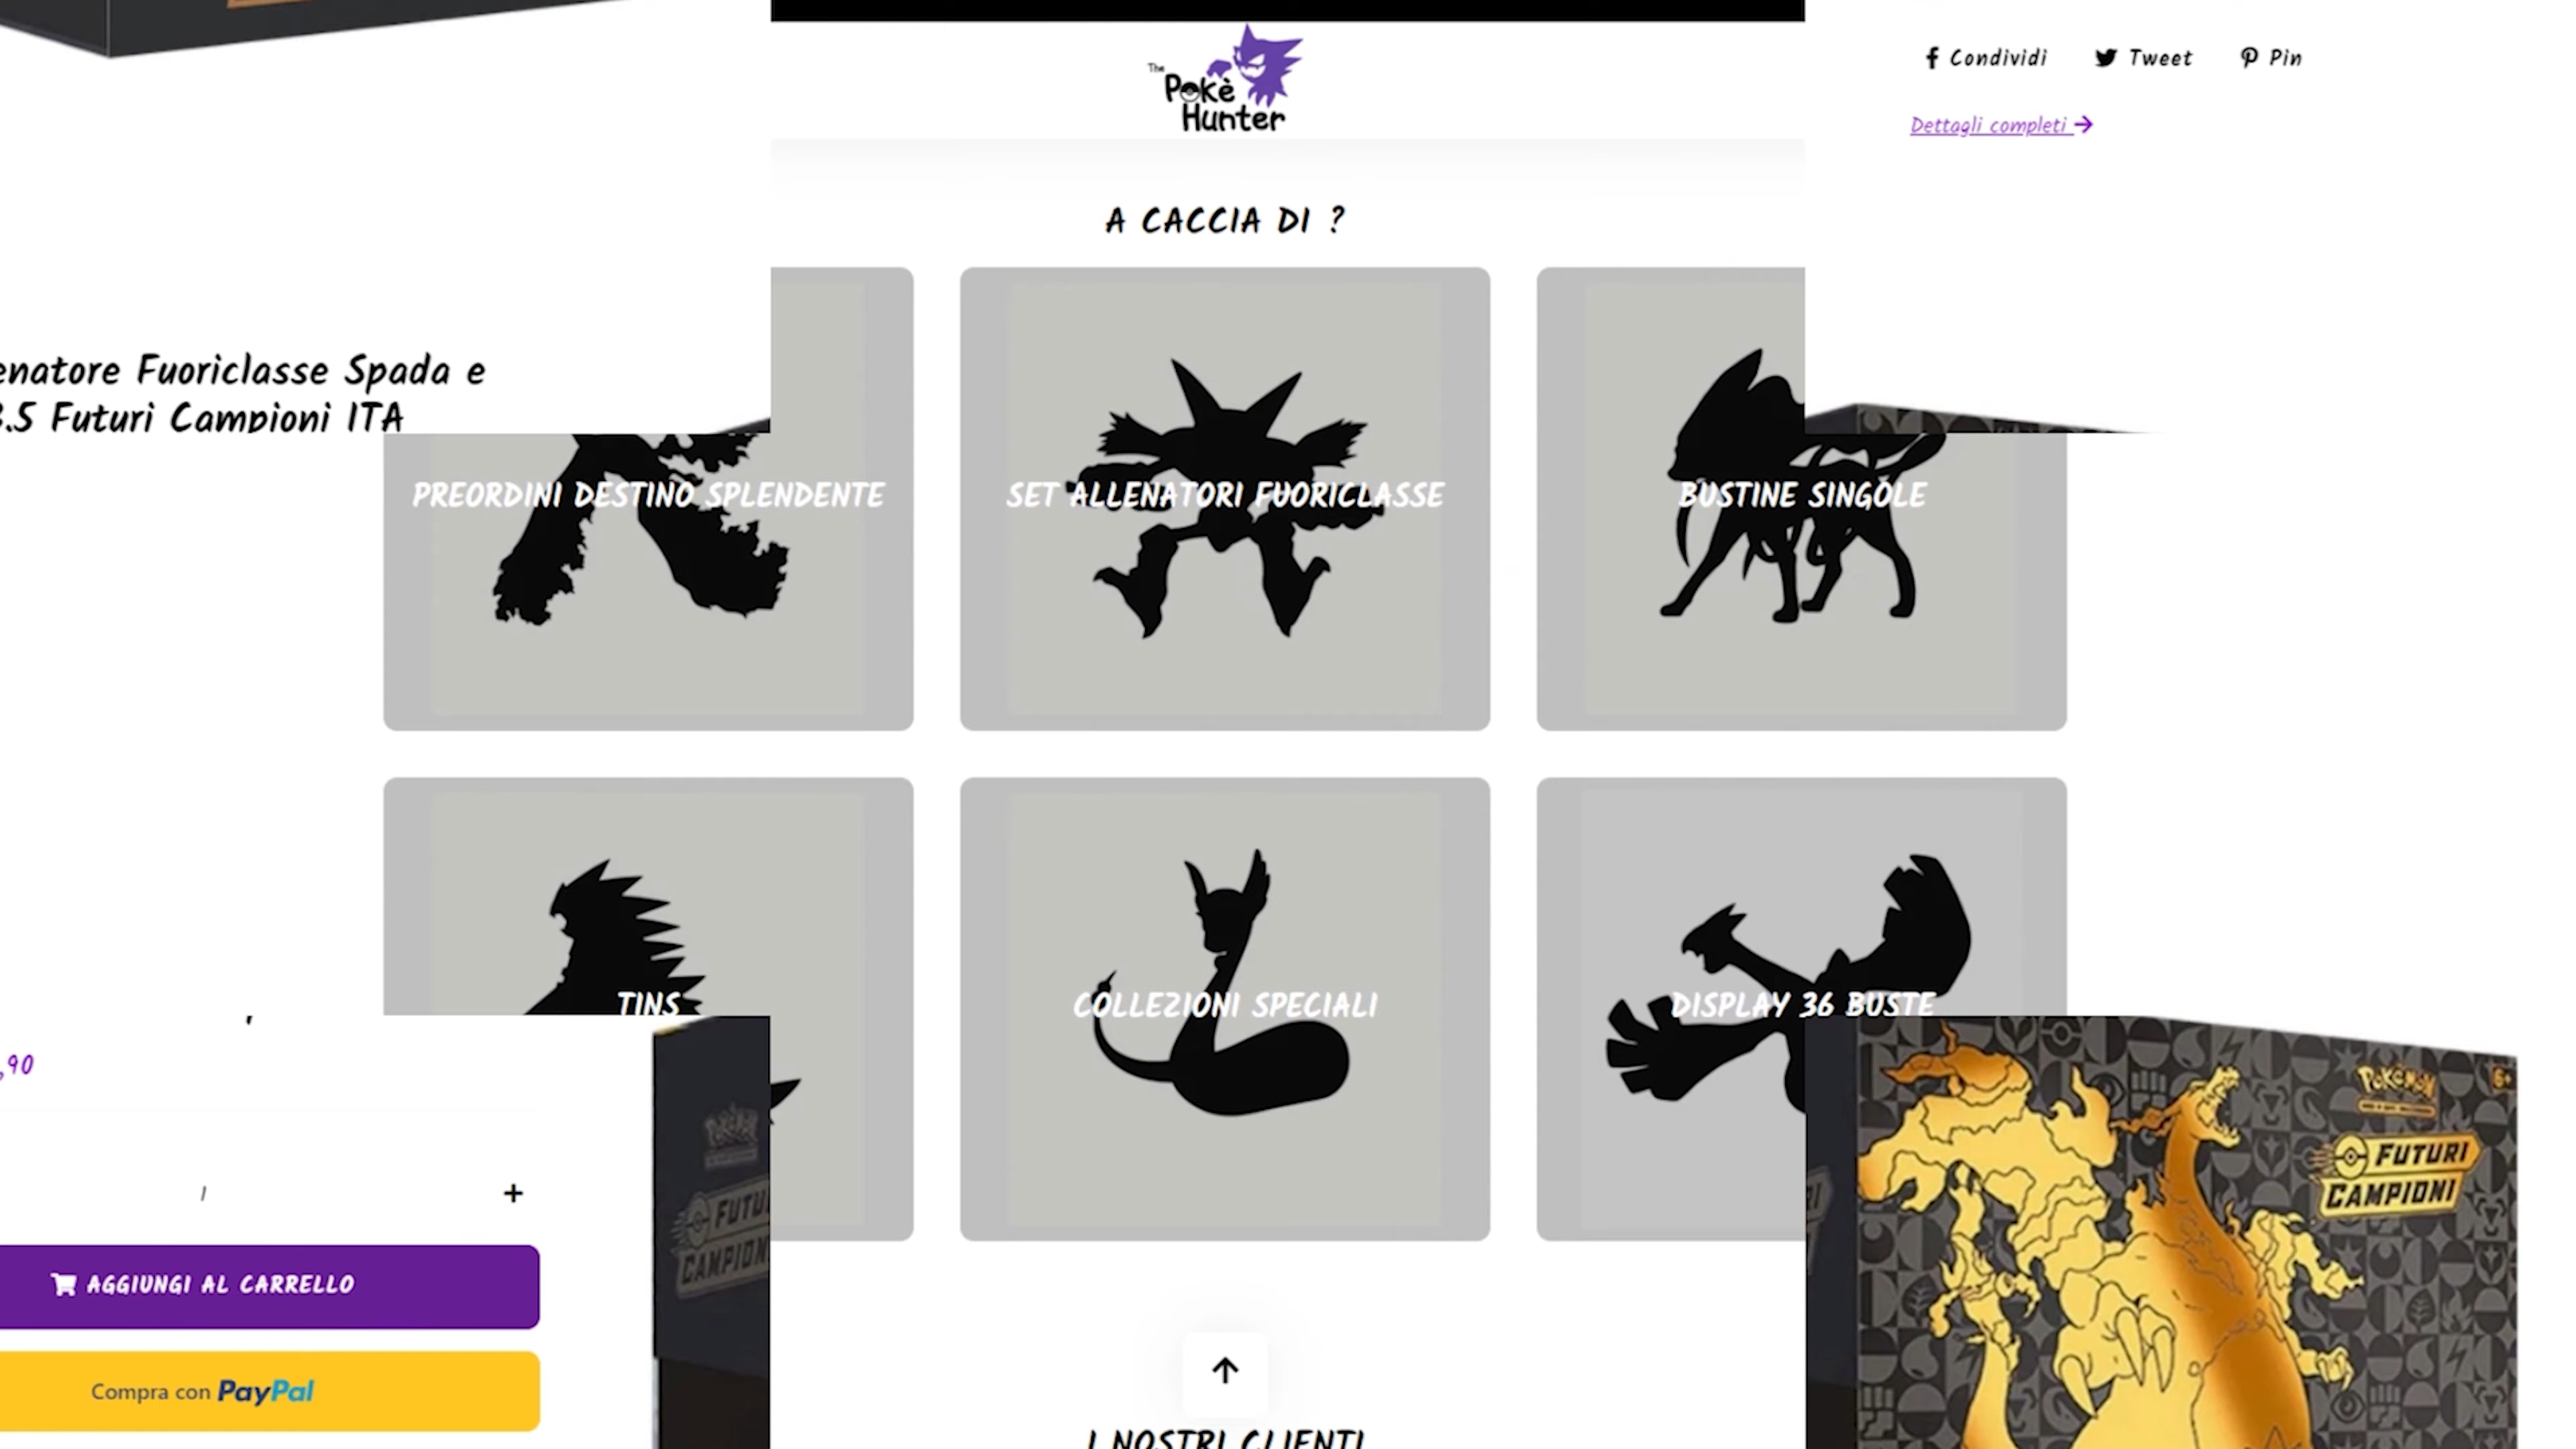 The
Pokè
Hunter
Condividi
Tweet
Pin
Dettagli completi
A CACCIA DI ?
Fuoriclasse Spada e
Futuri Campioni ITA
PREORDINI DESTINO SPLENDENTE
SET ALLENATORI FUORICLASSE
BUSTINE SINGOLE
TINS
COLLEZIONI SPECIALI
DISPLAY 36 BUSTE
,90
1
+
AGGIUNGI AL CARRELLO
Compra con PayPal
POKÉMON
FUTURI
CAMPIONI
I NOSTRI CLIENTI